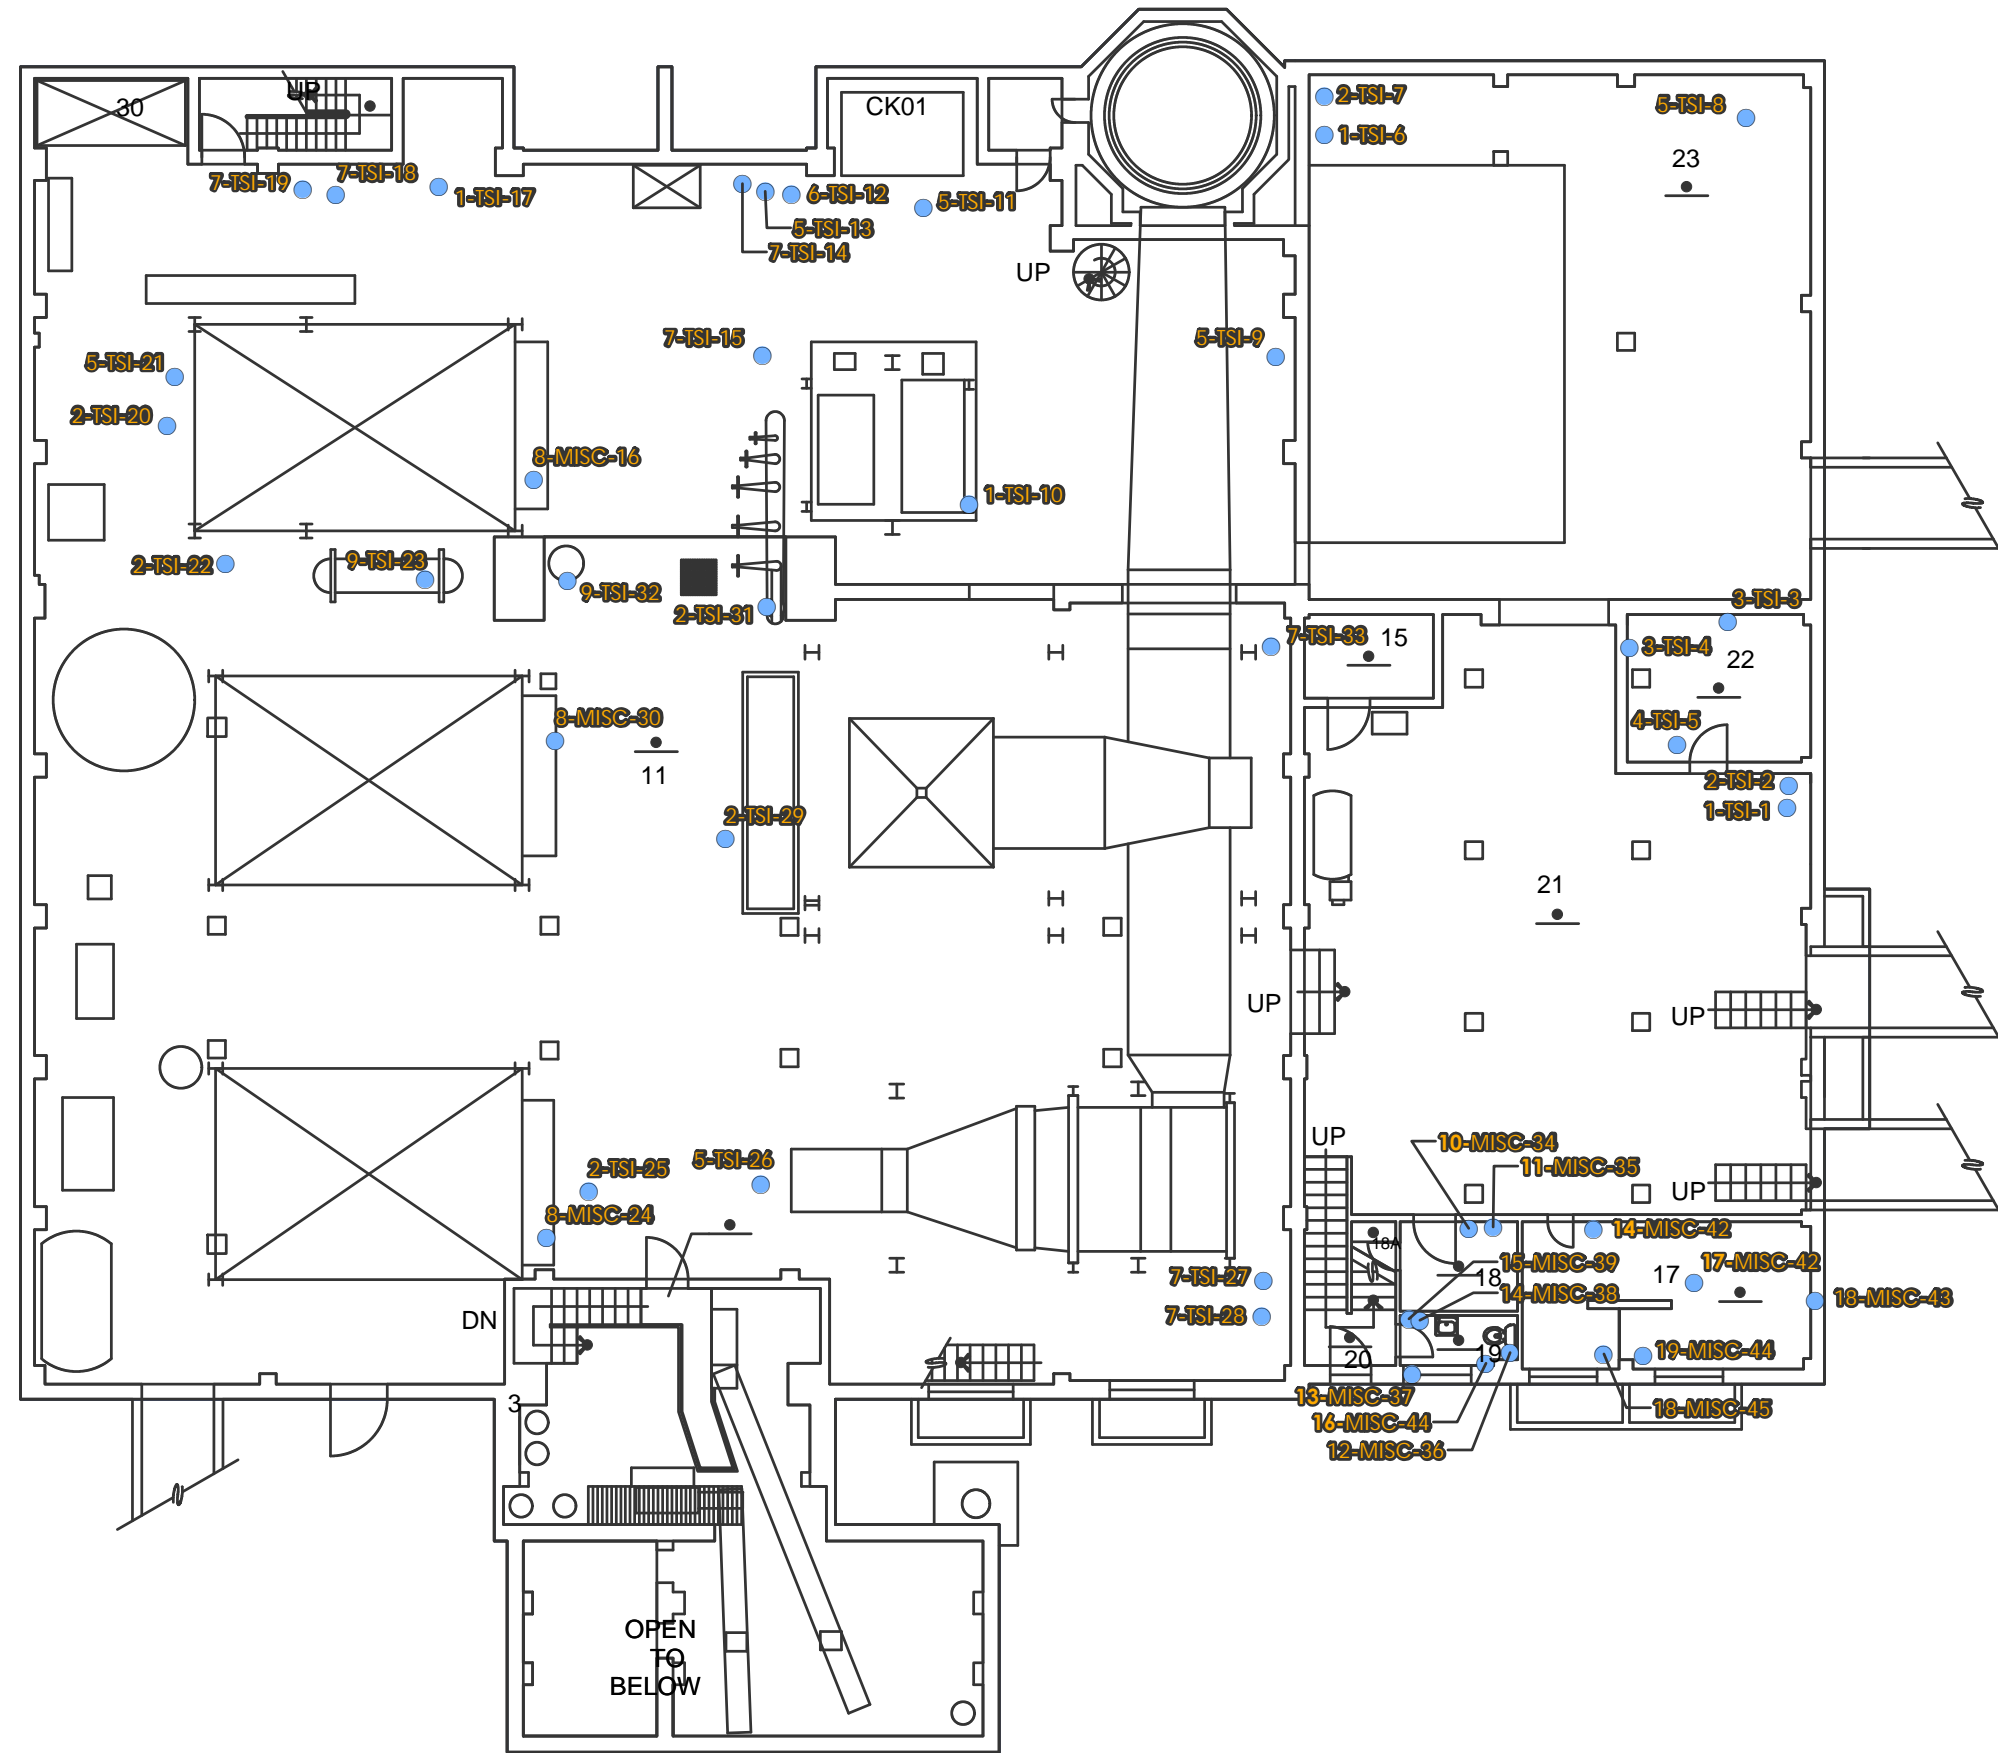 30
UP
CK01
2-TSI-7
5-TSI-8
1-TSI-6
23
7-TSI-19
7-TSI-18
1-TSI-17
6-TSI-12
5-TSI-11
5-TSI-13
7-TSI-14
UP
7-TSI-15
5-TSI-9
5-TSI-21
2-TSI-20
8-MISC-16
1-TSI-10
2-TSI-22
9-TSI-23
9-TSI-32
2-TSI-31
3-TSI-3
7-TSI-33
15
3-TSI-4
22
8-MISC-30
4-TSI-5
11
2-TSI-2
1-TSI-1
2-TSI-29
21
UP
UP
UP
10-MISC-34
11-MISC-35
5-TSI-26
2-TSI-25
UP
8-MISC-24
14-MISC-42
18A
15-MISC-39
17-MISC-42
7-TSI-27
18
17
14-MISC-38
18-MISC-43
7-TSI-28
DN
20
19
19-MISC-44
13-MISC-37
3
18-MISC-45
16-MISC-44
12-MISC-36
OPEN
TO
BELOW